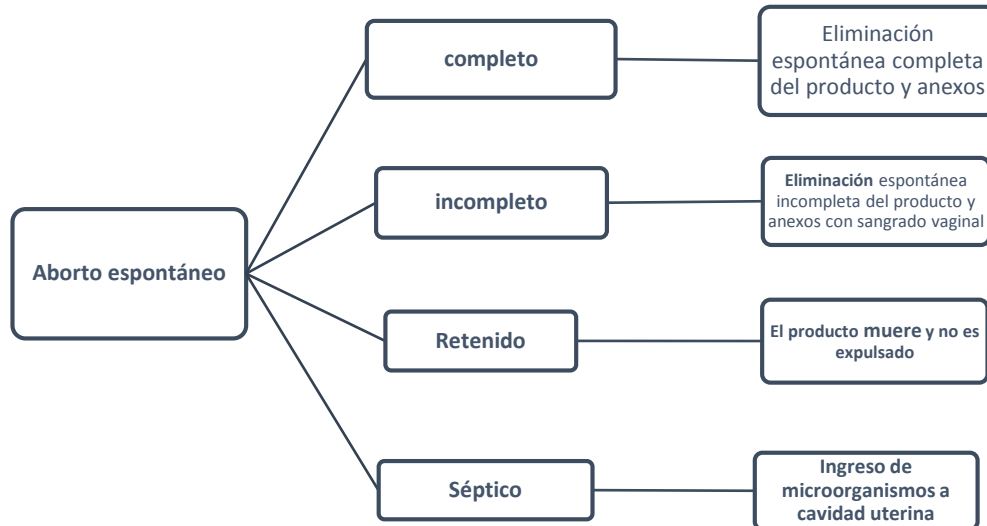 Aborto espontáneo
completo
Eliminación
espontánea completa
del producto y anexos
incompleto
Eliminación espontánea
incompleta del producto y
anexos con sangrado vaginal
Retenido
El producto muere y no es
expulsado
Séptico
Ingreso de
microorganismos a
cavidad uterina